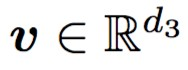 𝒗 ∈ ℝ^{d_3}